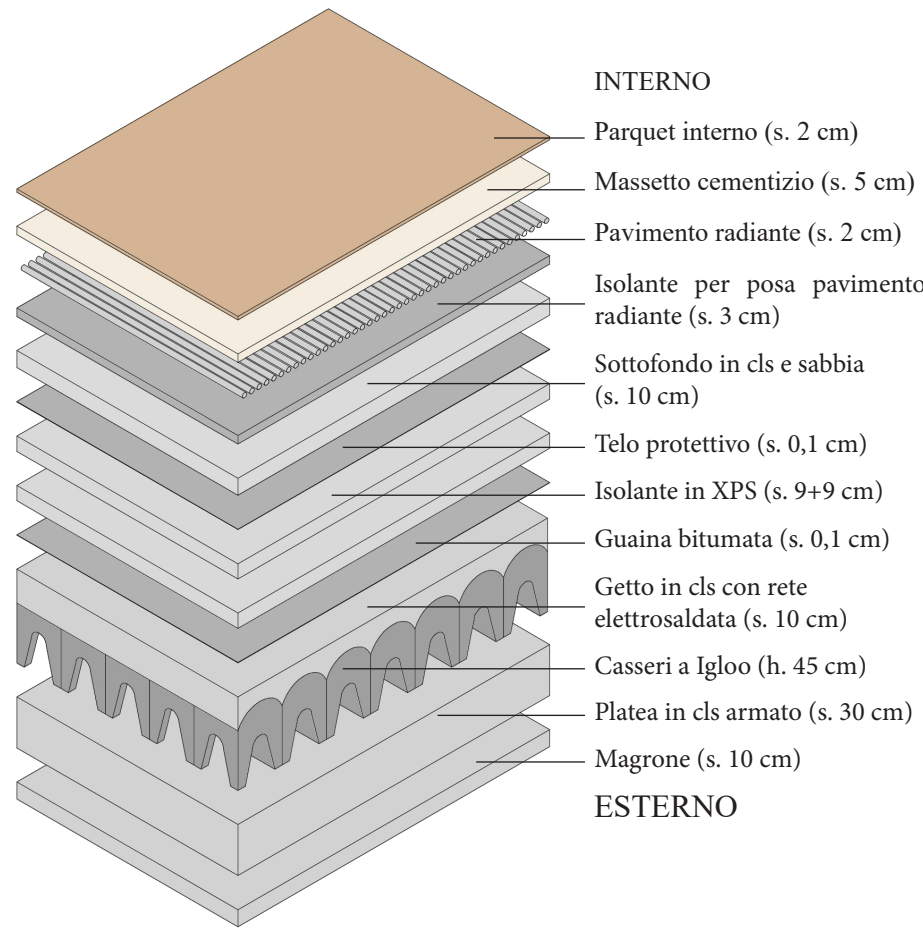 INTERNO
Parquet interno (s. 2 cm)
Massetto cementizio (s. 5 cm)
Pavimento radiante (s. 2 cm)
Isolante per posa pavimento
radiante (s. 3 cm)
Sottofondo in cls e sabbia
(s. 10 cm)
Telo protettivo (s. 0,1 cm)
Isolante in XPS (s. 9+9 cm)
Guaina bitumata (s. 0,1 cm)
Getto in cls con rete
elettrosaldata (s. 10 cm)
Casseri a Igloo (h. 45 cm)
Platea in cls armato (s. 30 cm)
Magrone (s. 10 cm)
ESTERNO